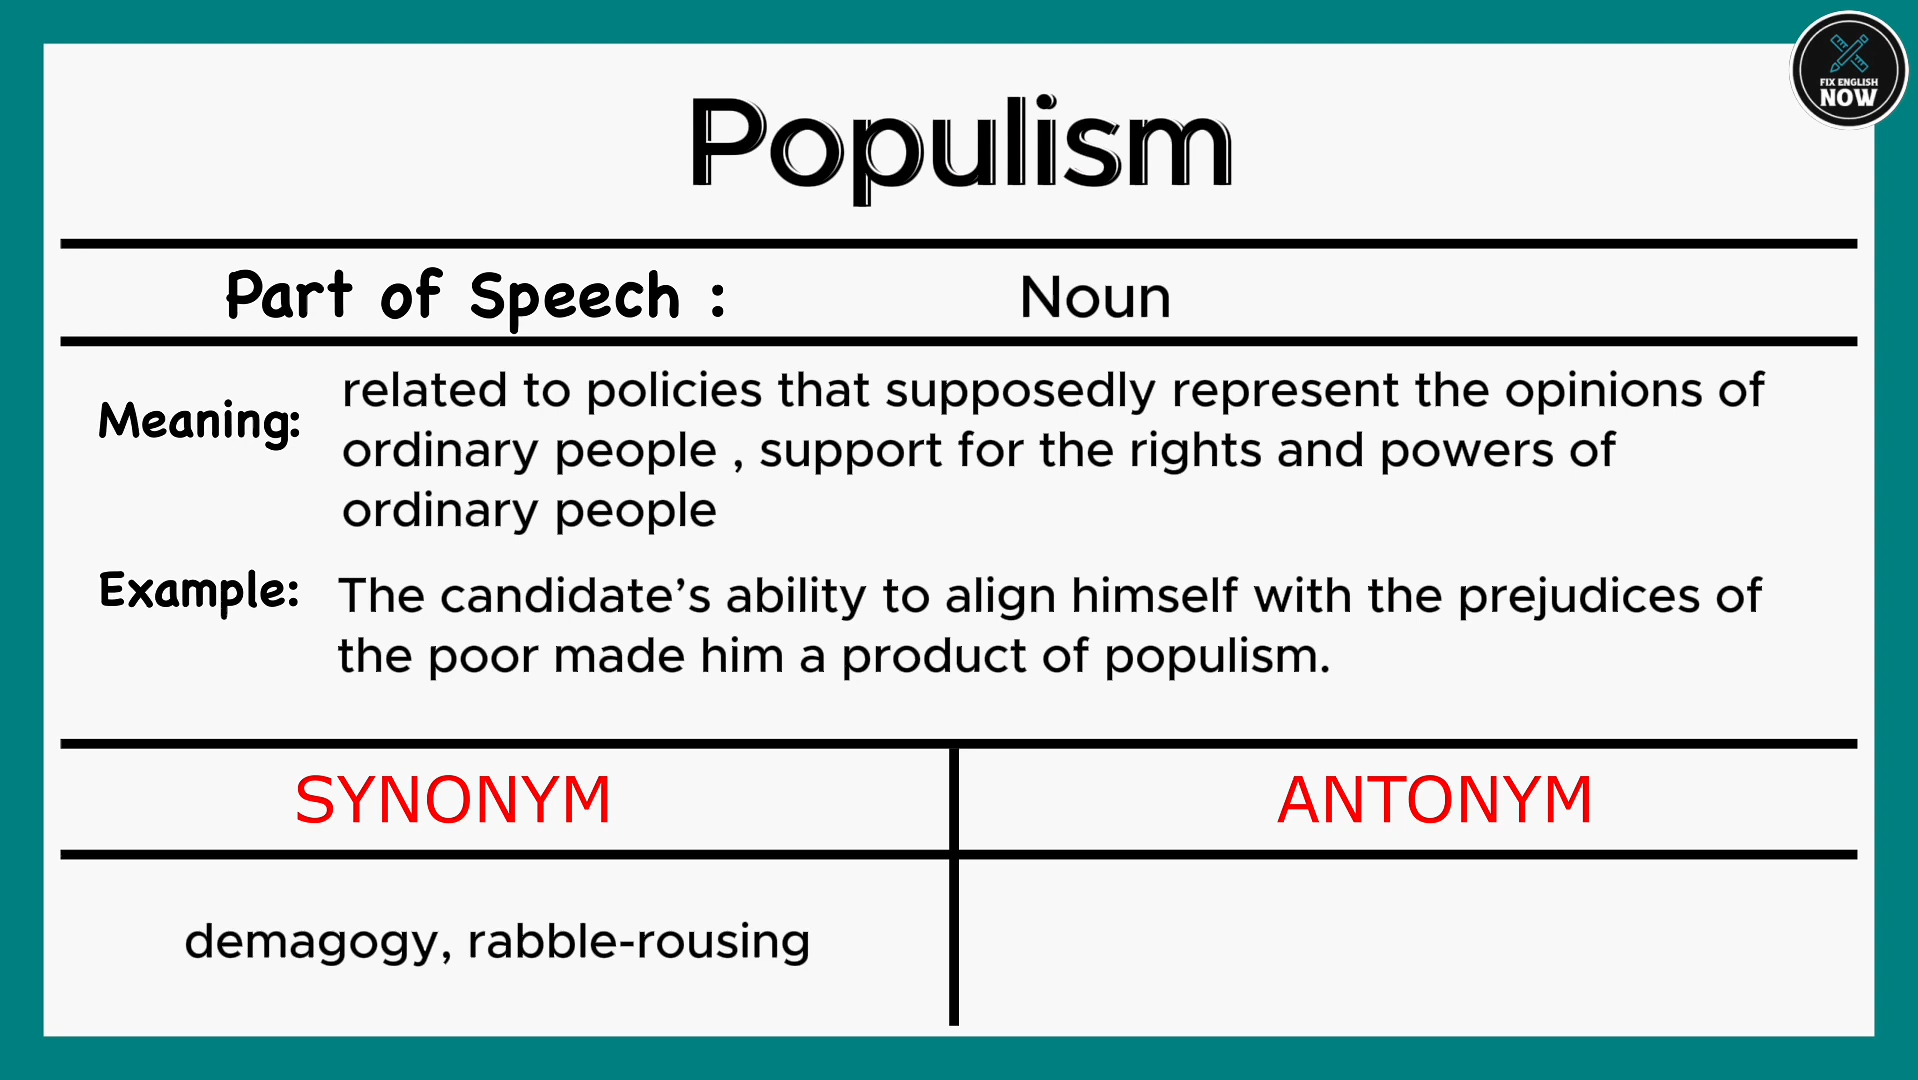 FIX ENGLISH
NOW
Populism
Part of Speech : Noun
Meaning: related to policies that supposedly represent the opinions of
ordinary people , support for the rights and powers of
ordinary people
Example: The candidate’s ability to align himself with the prejudices of
the poor made him a product of populism.
SYNONYM ANTONYM
demagogy, rabble-rousing